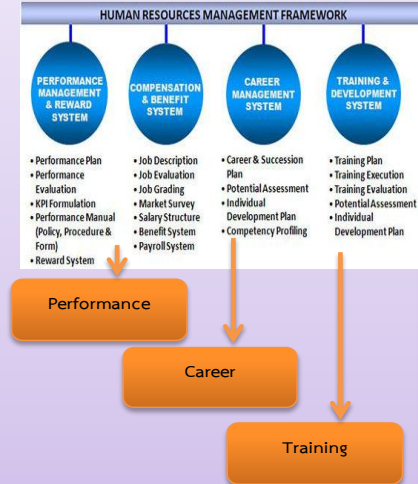 HUMAN RESOURCES MANAGEMENT FRAMEWORK
PERFORMANCE
MANAGEMENT
& REWARD
SYSTEM
COMPENSATION
& BENEFIT
SYSTEM
CAREER
MANAGEMENT
SYSTEM
TRAINING &
DEVELOPMENT
SYSTEM
• Performance Plan
• Performance
Evaluation
• KPI Formulation
• Performance Manual
(Policy, Procedure &
Form)
• Reward System
• Job Description
• Job Evaluation
• Job Grading
• Market Survey
• Salary Structure
• Benefit System
• Payroll System
• Career & Succession
Plan
• Potential Assessment
• Individual
Development Plan
• Competency Profiling
• Training Plan
• Training Execution
• Training Evaluation
• Potential Assessment
• Individual
Development Plan
Performance
Career
Training